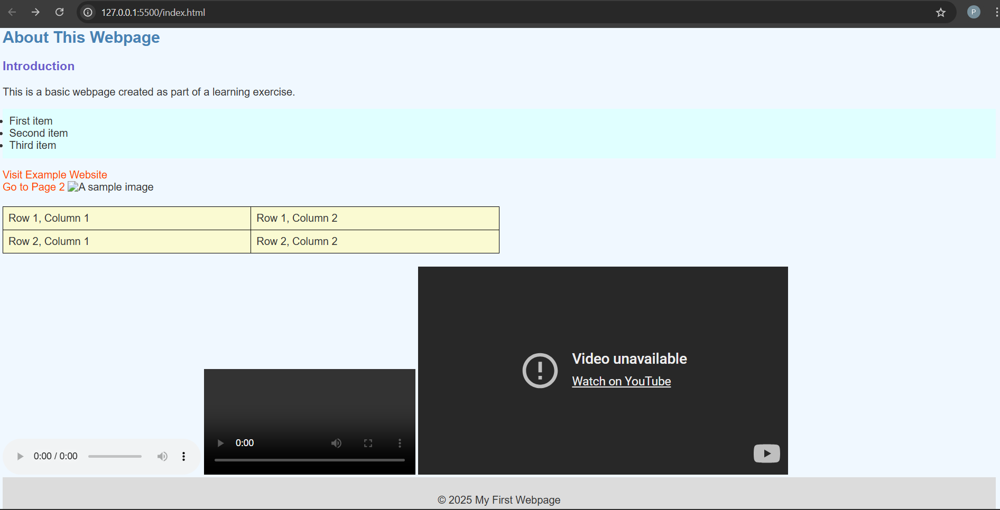 127.0.0.1:5500/index.html
P
About This Webpage
Introduction
This is a basic webpage created as part of a learning exercise.
First item
Second item
Third item
Visit Example Website
Go to Page 2 A sample image
Row 1, Column 1 Row 1, Column 2
Row 2, Column 1 Row 2, Column 2
Video unavailable
Watch on YouTube
0:00
0:00 / 0:00
© 2025 My First Webpage